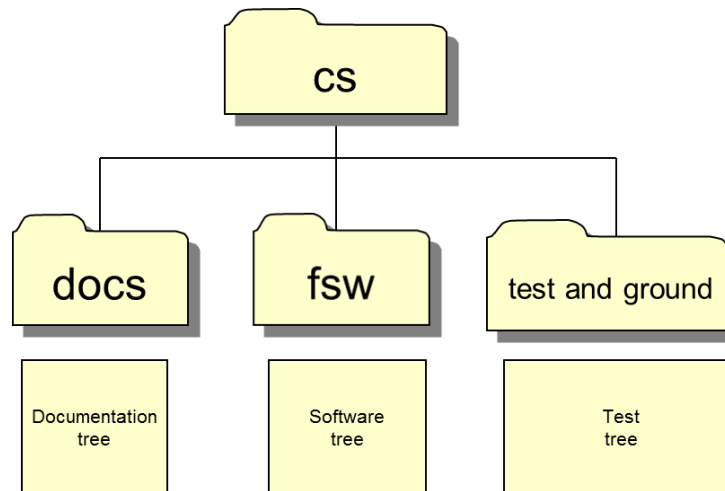 cs
docs
fsw
test and ground
Documentation
tree
Software
tree
Test
tree